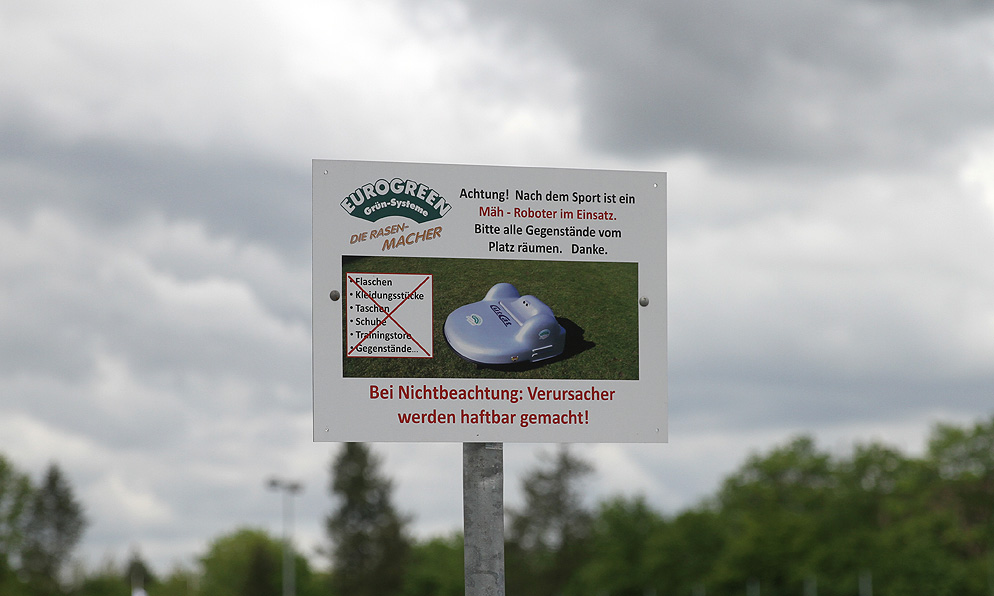 EUROGREEN
Grün-Systeme
DIE RASEN-
MACHER
Achtung! Nach dem Sport ist ein
Mäh - Roboter im Einsatz.
Bitte alle Gegenstände vom
Platz räumen. Danke.
• Flaschen
• Kleidungsstücke
• Taschen
• Schuhe
• Trainingstore
• Gegenstände...
Bei Nichtbeachtung: Verursacher
werden haftbar gemacht!